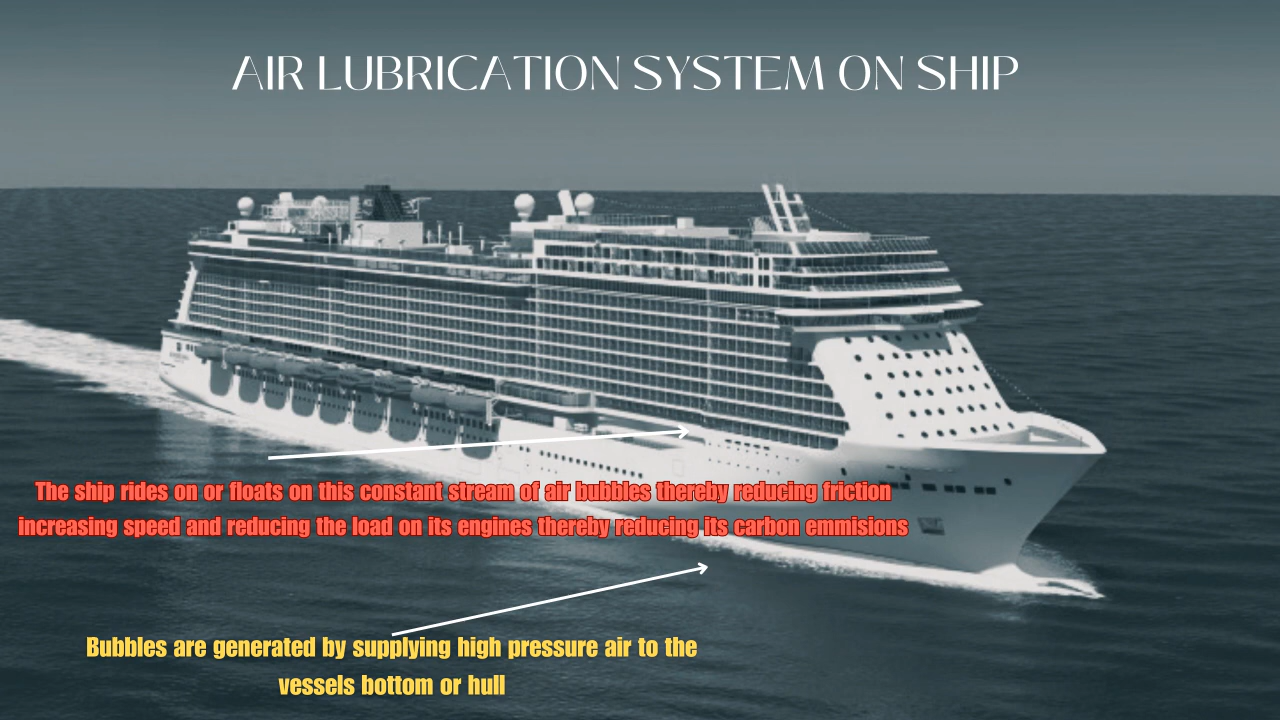 AIR LUBRICATION SYSTEM ON SHIP
The ship rides on or floats on this constant stream of air bubbles thereby reducing friction
increasing speed and reducing the load on its engines thereby reducing its carbon emmisions
Bubbles are generated by supplying high pressure air to the
vessels bottom or hull